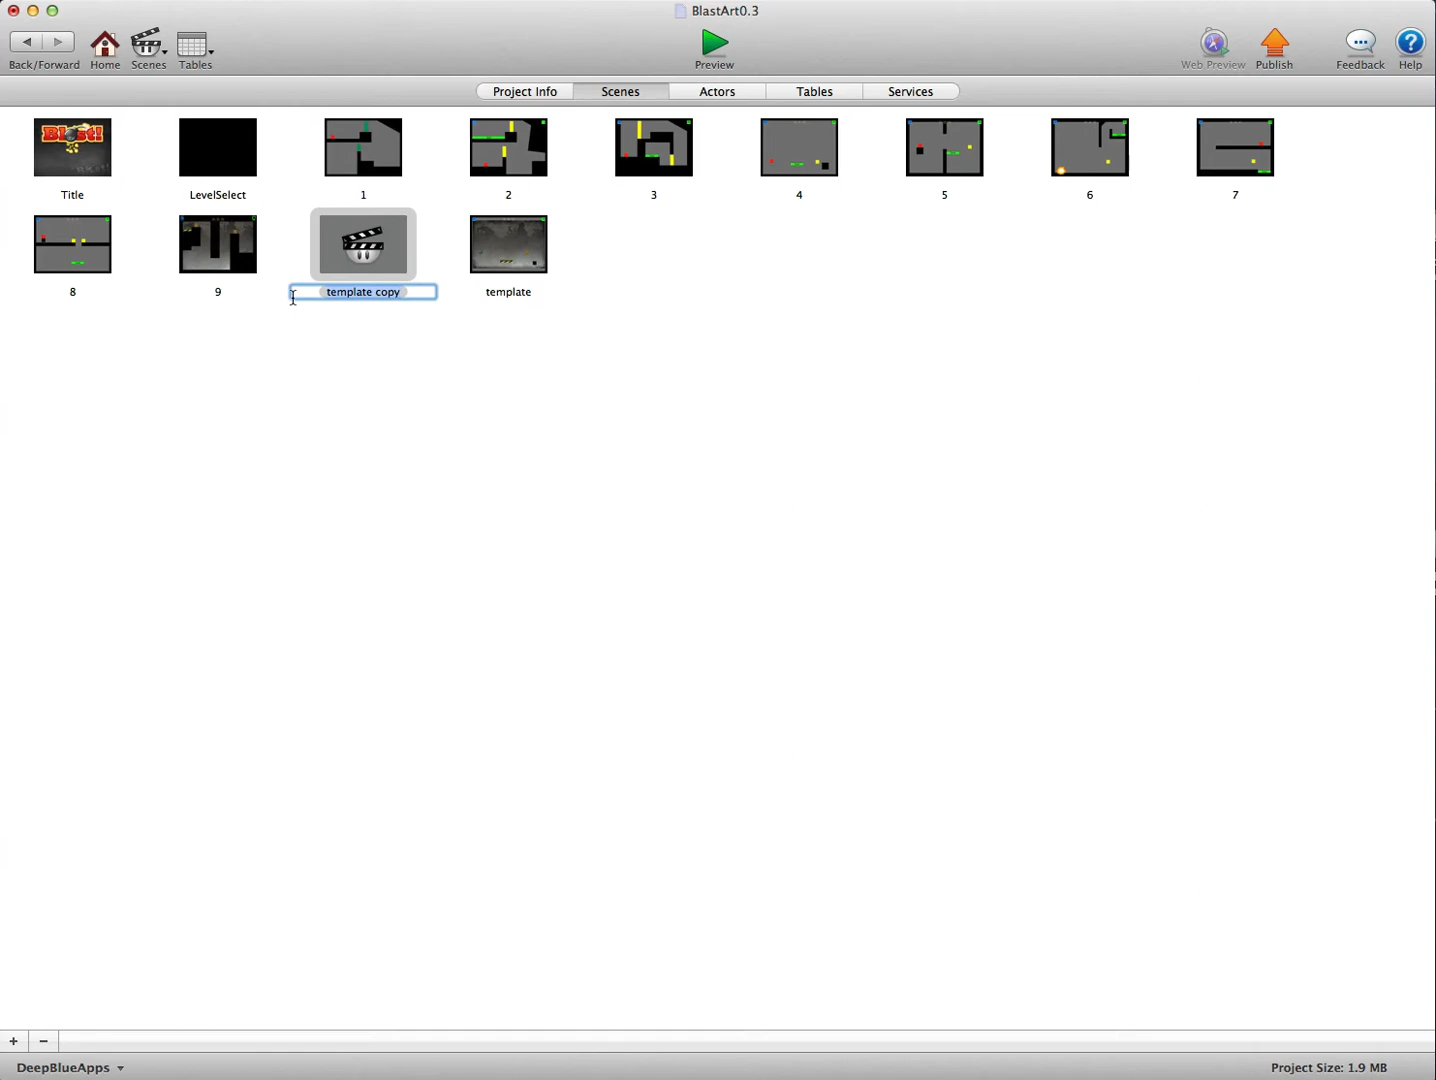 BlastArt0.3
Back/Forward
Home
Scenes
Tables
Preview
Web Preview
Publish
Feedback
Help
Project Info
Scenes
Actors
Tables
Services
Blast!
Title
LevelSelect
1
2
3
4
5
6
7
8
9
template copy
template
+
−
DeepBlueApps
Project Size: 1.9 MB